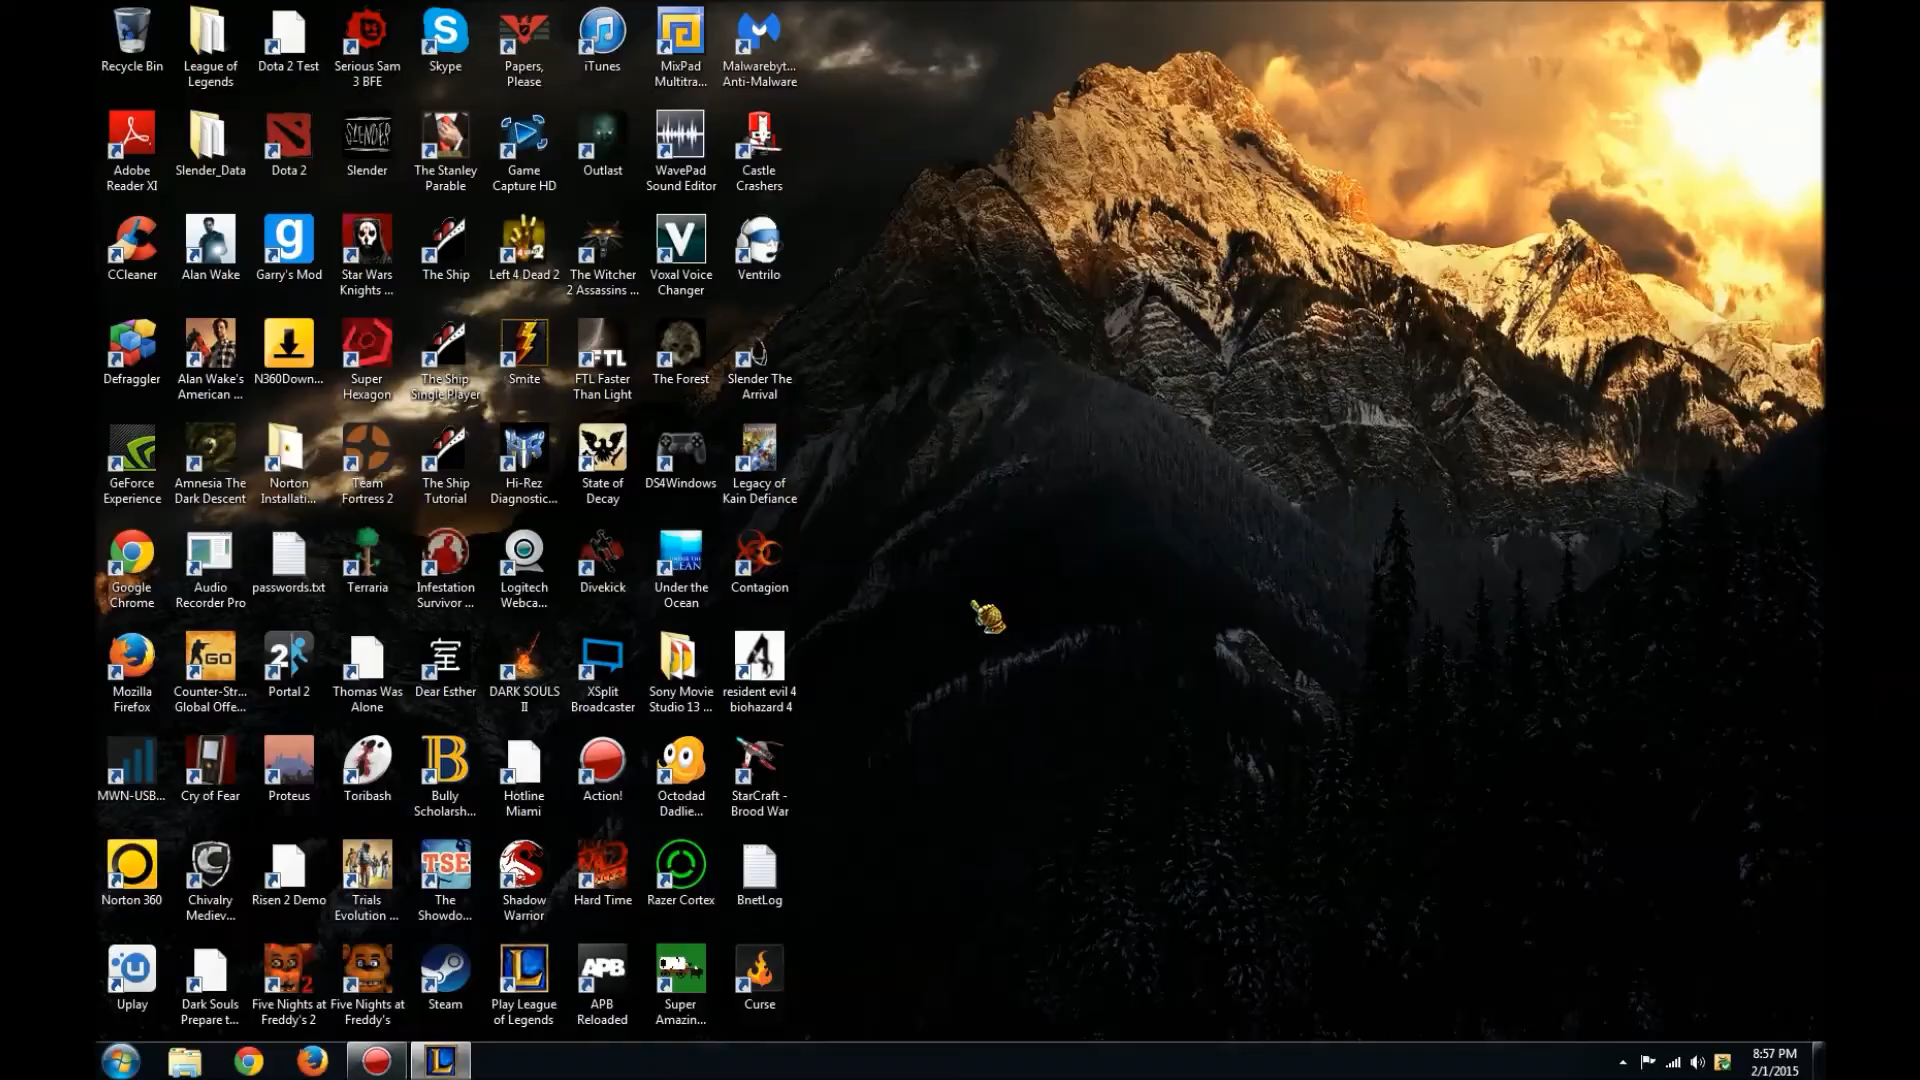 Recycle Bin
League of
Legends
Dota 2 Test
Serious Sam
3 BFE
Skype
Papers,
Please
iTunes
MixPad
Multitra...
Malwarebyt...
Anti-Malware
Adobe
Reader XI
Slender_Data
Dota 2
SLENDER
Slender
The Stanley
Parable
Game
Capture HD
Outlast
WavePad
Sound Editor
Castle
Crashers
CCleaner
Alan Wake
Garry's Mod
Star Wars
Knights ...
The Ship
Left 4 Dead 2
The Witcher
2 Assassins ...
Voxal Voice
Changer
Ventrilo
Defraggler
Alan Wake's
American ...
N360Down...
Super
Hexagon
The Ship
Single Player
Smite
FTL
FTL Faster
Than Light
The Forest
Slender The
Arrival
GeForce
Experience
Amnesia The
Dark Descent
Norton
Installati...
Team
Fortress 2
The Ship
Tutorial
Hi-Rez
Diagnostic...
State of
Decay
DS4Windows
Legacy of
Kain Defiance
Google
Chrome
Audio
Recorder Pro
passwords.txt
Terraria
Infestation
Survivor ...
Logitech
Webca...
Divekick
Under the
Ocean
Contagion
Mozilla
Firefox
GO
Counter-Str...
Global Offe...
2
Portal 2
Thomas Was
Alone
室
Dear Esther
DARK SOULS
II
XSplit
Broadcaster
Sony Movie
Studio 13 ...
4
resident evil 4
biohazard 4
MWN-USB...
Cry of Fear
Proteus
Toribash
B
Bully
Scholarsh...
Hotline
Miami
Action!
Octodad
Dadlie...
StarCraft -
Brood War
Norton 360
Chivalry
Mediev...
Risen 2 Demo
Trials
Evolution ...
TSE
The
Showdo...
Shadow
Warrior
Hard Time
Razer Cortex
BnetLog
Uplay
Dark Souls
Prepare t...
Five Nights at
Freddy's 2
Five Nights at
Freddy's
Steam
Play League
of Legends
APB
APB
Reloaded
Super
Amazin...
Curse
8:57 PM
2/1/2015